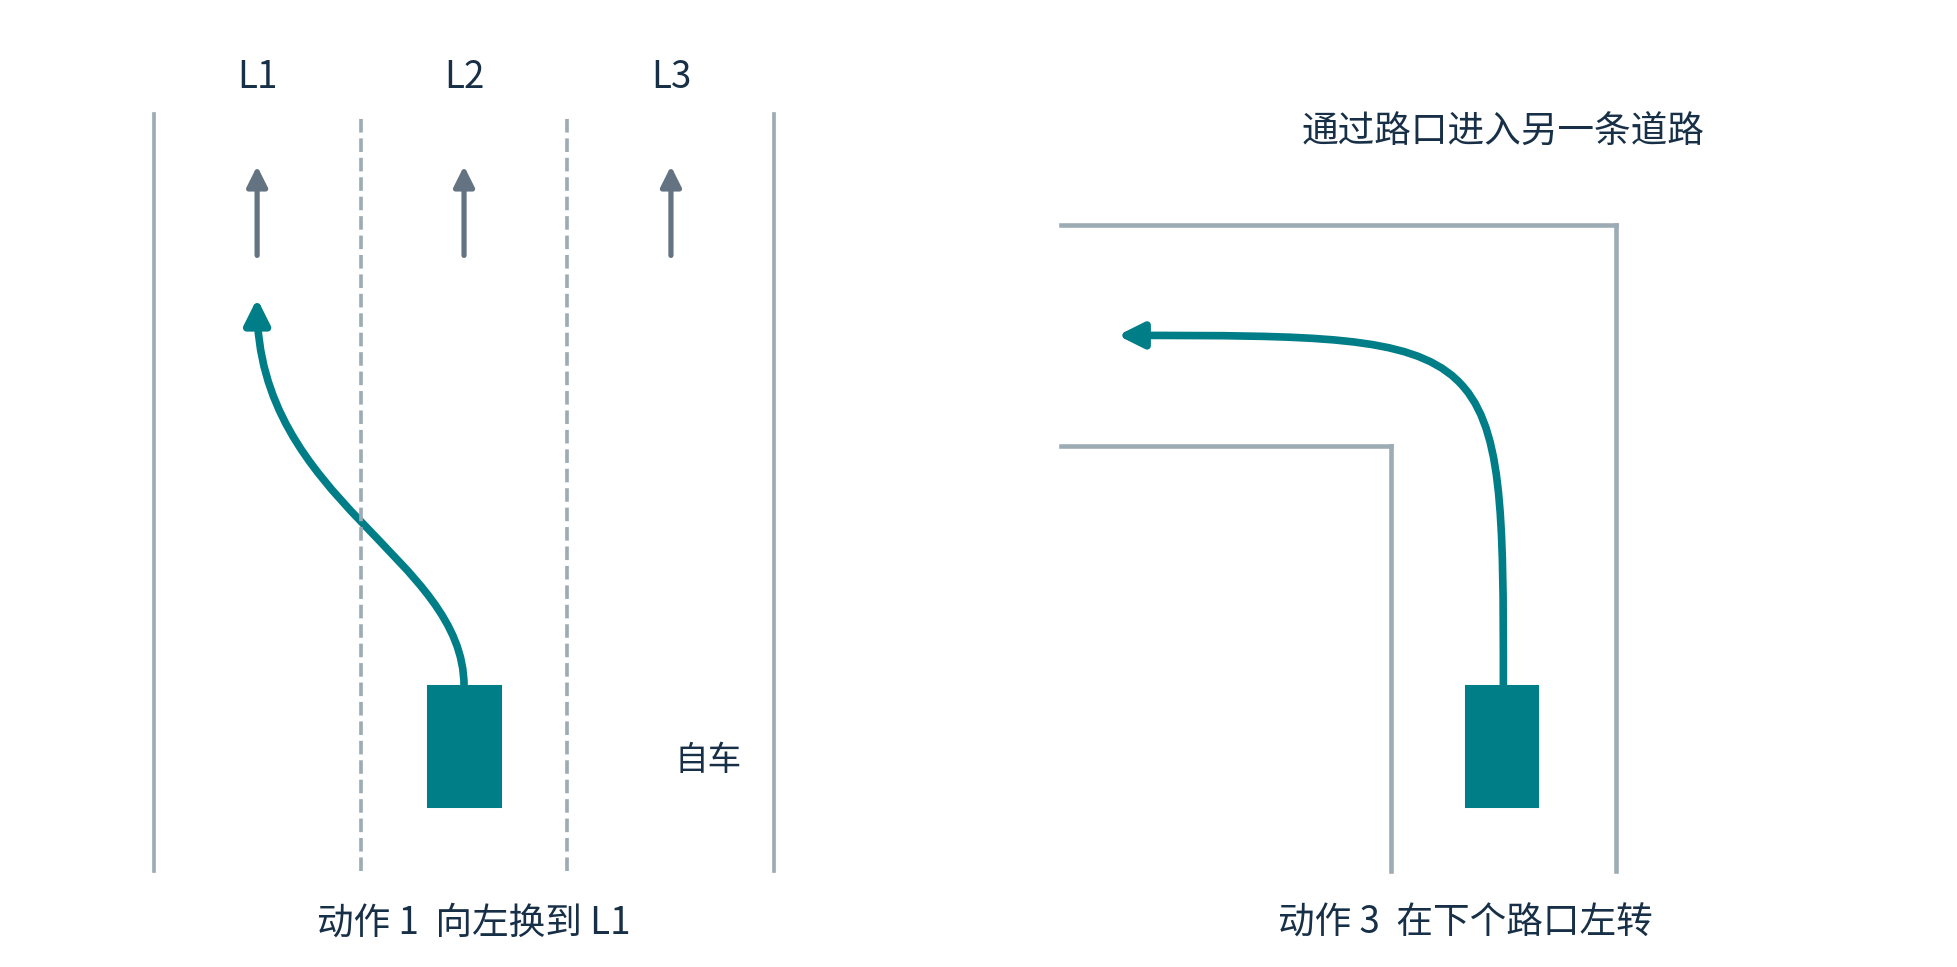 L1 L2 L3
通过路口进入另一条道路
自车
动作 1 向左换到 L1
动作 3 在下个路口左转